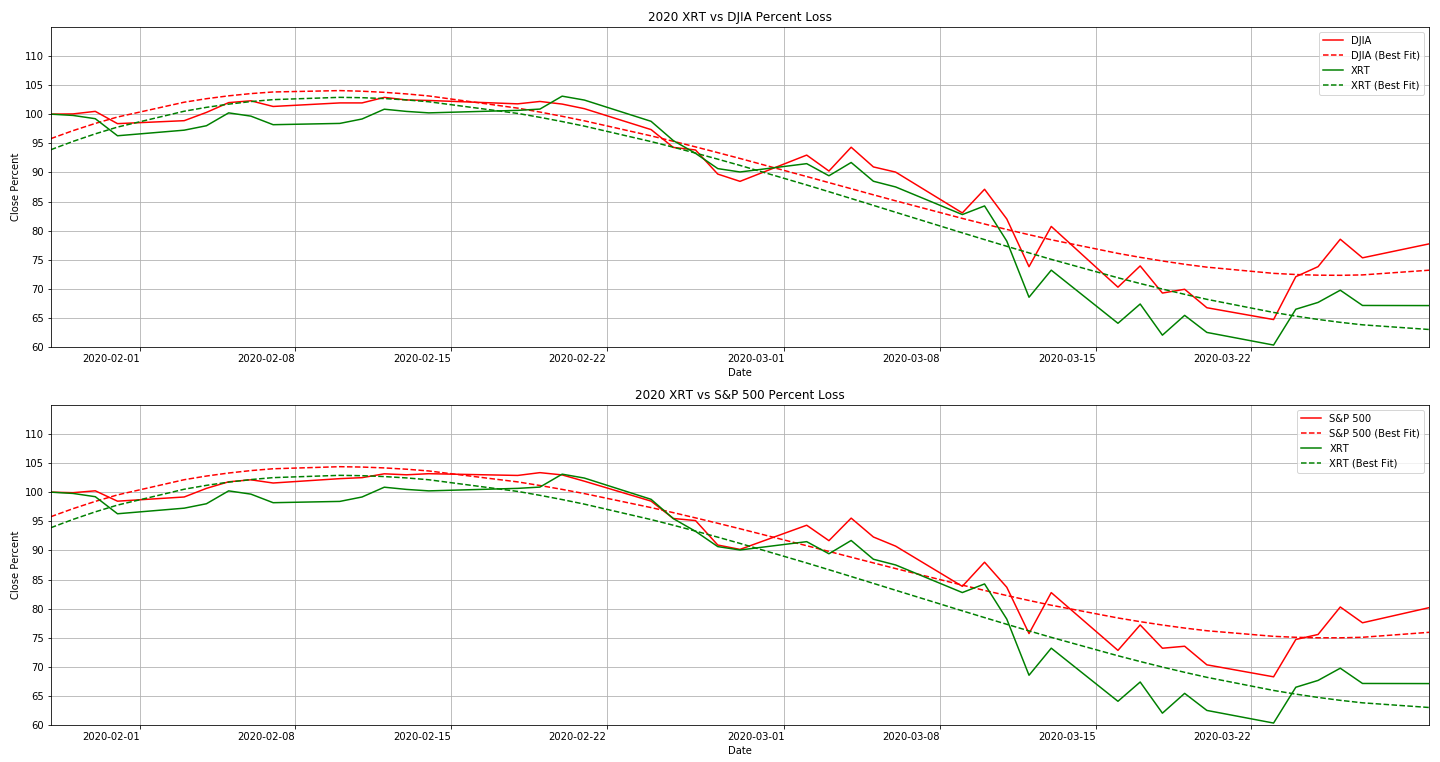 2020 XRT vs DJIA Percent Loss
DJIA
DJIA (Best Fit)
XRT
XRT (Best Fit)
110
105
100
95
90
85
80
75
70
65
60
Close Percent
2020-02-01 2020-02-08 2020-02-15 2020-02-22 2020-03-01 2020-03-08 2020-03-15 2020-03-22
Date
2020 XRT vs S&P 500 Percent Loss
S&P 500
S&P 500 (Best Fit)
XRT
XRT (Best Fit)
110
105
100
95
90
85
80
75
70
65
60
Close Percent
2020-02-01 2020-02-08 2020-02-15 2020-02-22 2020-03-01 2020-03-08 2020-03-15 2020-03-22
Date